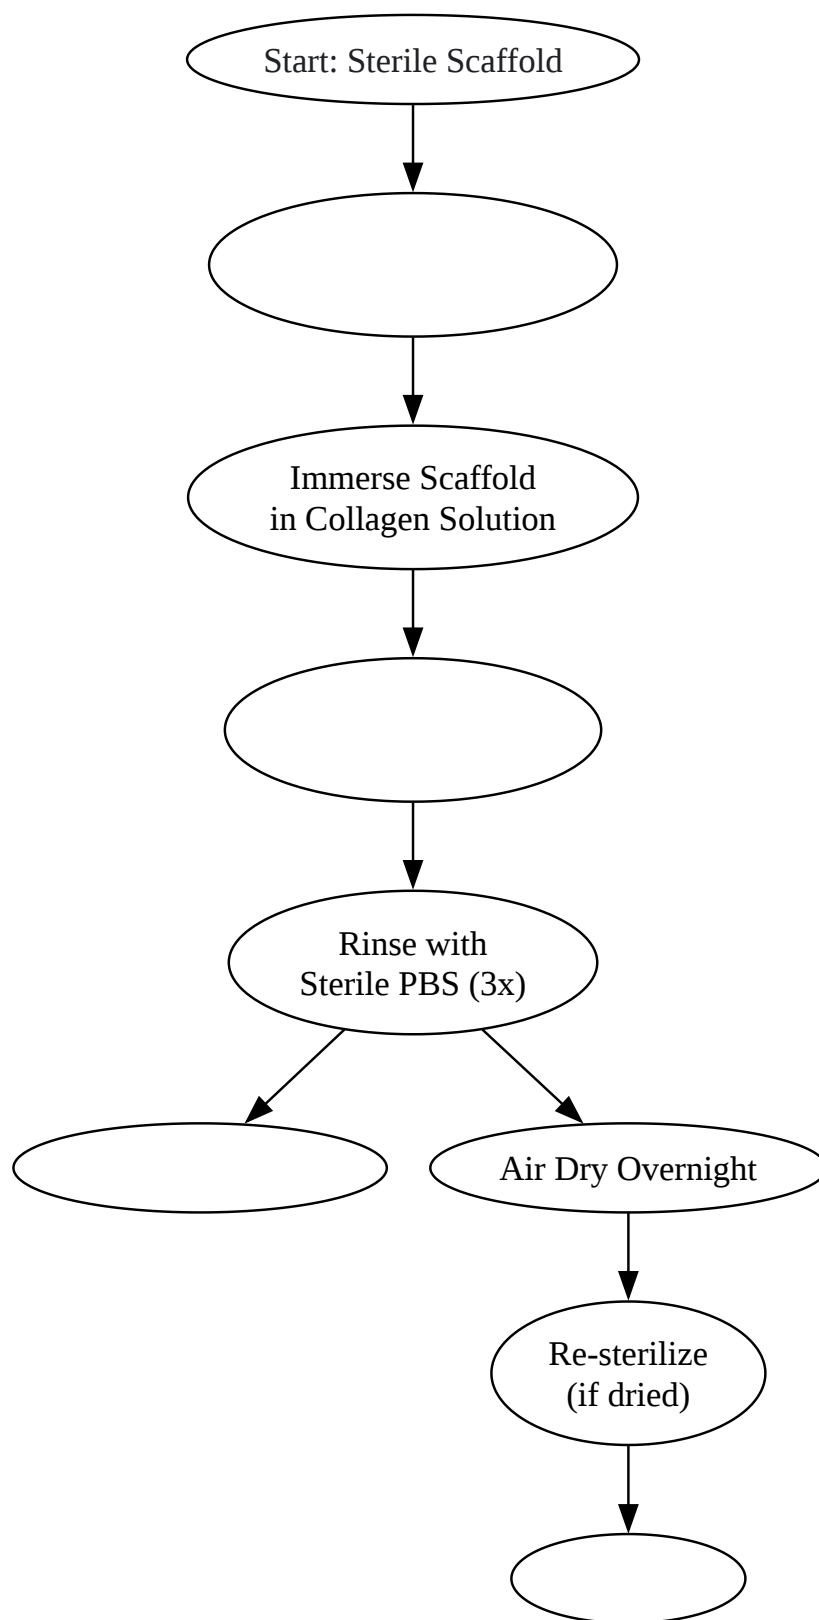 Start: Sterile Scaffold
Immerse Scaffold
in Collagen Solution
Rinse with
Sterile PBS (3x)
Air Dry Overnight
Re-sterilize
(if dried)